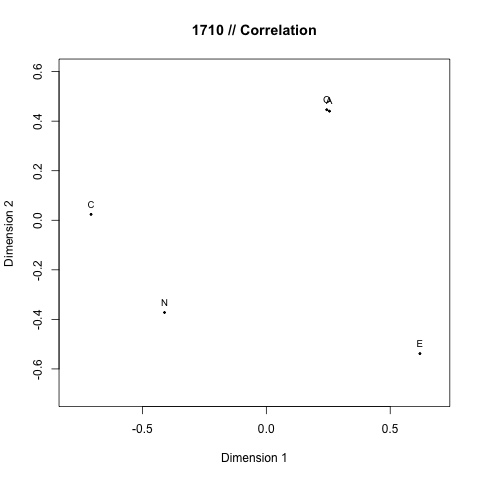 1710 // Correlation
0.6
O A
0.4
0.2
C
0.0
Dimension 2
-0.2
N
-0.4
E
-0.6
-0.5 0.0 0.5
Dimension 1